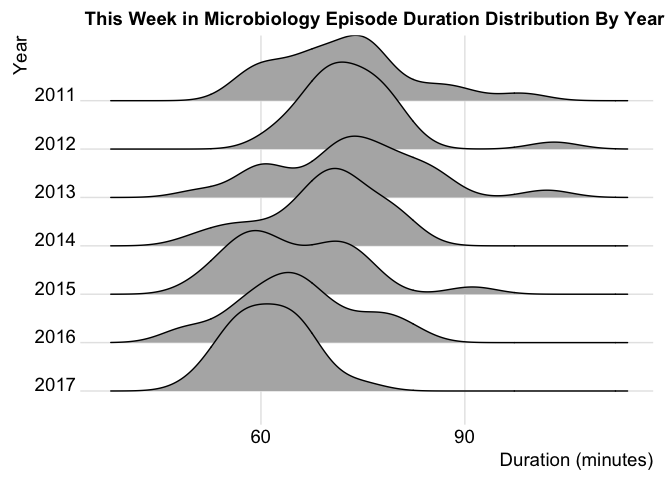 This Week in Microbiology Episode Duration Distribution By Year
Year
2011
2012
2013
2014
2015
2016
2017
60 90
Duration (minutes)